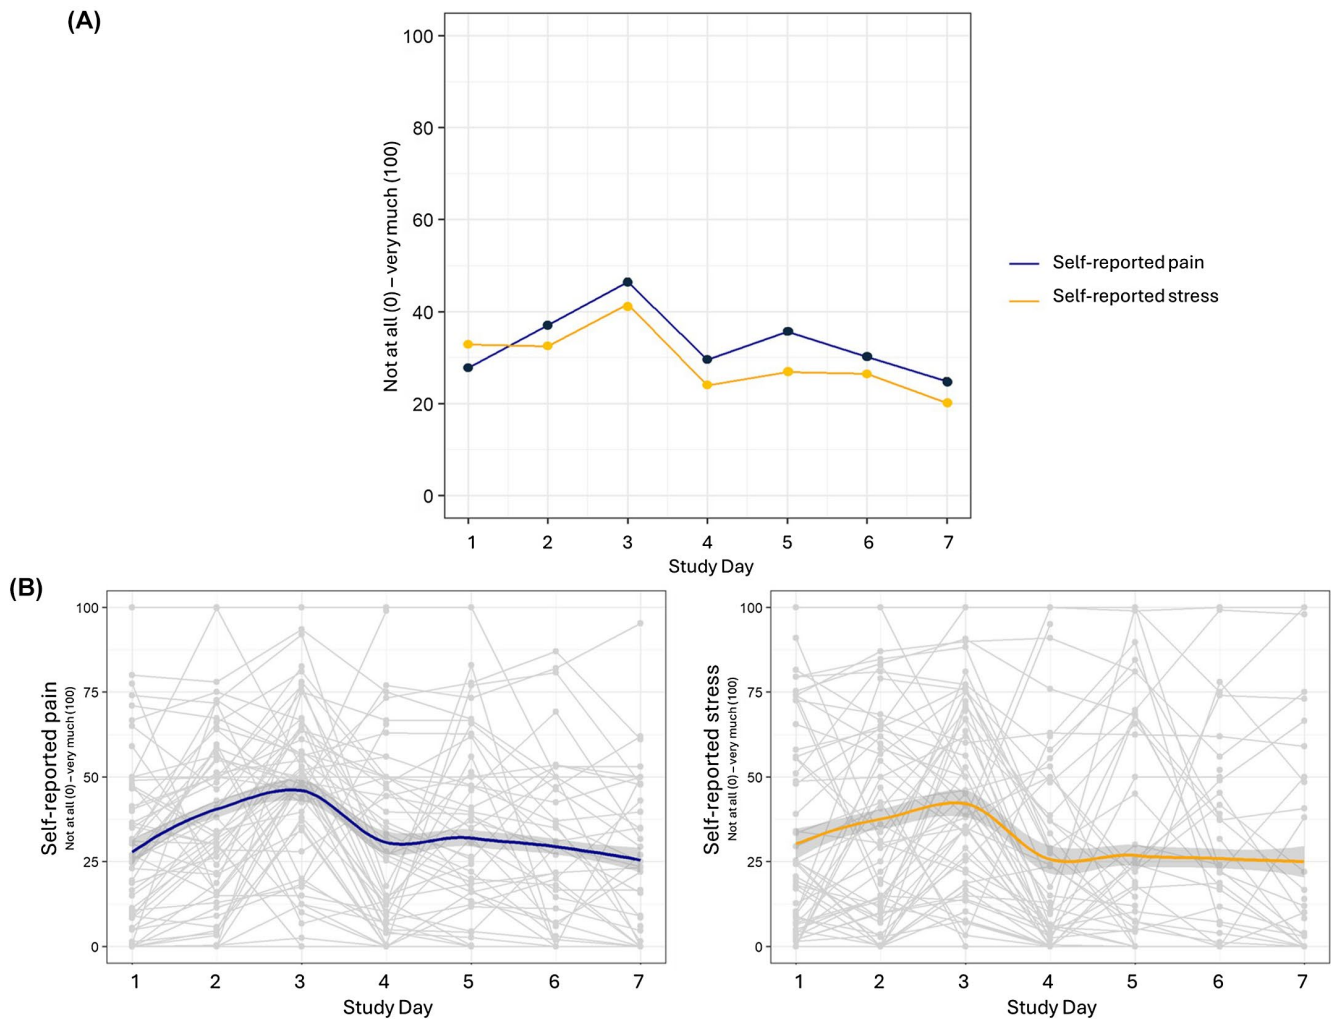 (A)
Not at all (0) – very much (100)
100
80
60
40
20
0
1 2 3 4 5 6 7
Study Day
Self-reported pain
Self-reported stress
(B)
Self-reported pain
Not at all (0) – very much (100)
100
75
50
25
0
1 2 3 4 5 6 7
Study Day
Self-reported stress
Not at all (0) – very much (100)
100
75
50
25
0
1 2 3 4 5 6 7
Study Day